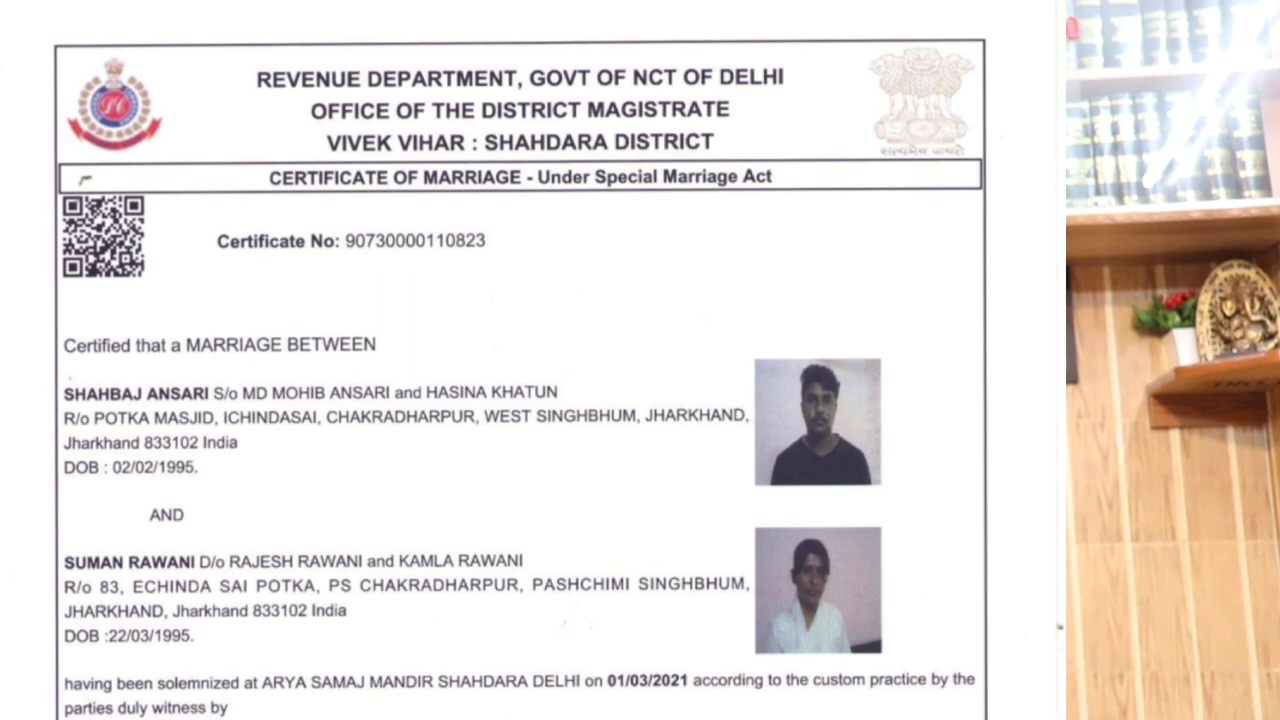 REVENUE DEPARTMENT, GOVT OF NCT OF DELHI
OFFICE OF THE DISTRICT MAGISTRATE
VIVEK VIHAR : SHAHDARA DISTRICT
सत्यमेव जयते
CERTIFICATE OF MARRIAGE - Under Special Marriage Act
Certificate No: 90730000110823
Certified that a MARRIAGE BETWEEN
SHAHBAJ ANSARI S/o MD MOHIB ANSARI and HASINA KHATUN
R/o POTKA MASJID, ICHINDASAI, CHAKRADHARPUR, WEST SINGHBHUM, JHARKHAND,
Jharkhand 833102 India
DOB : 02/02/1995.
AND
SUMAN RAWANI D/o RAJESH RAWANI and KAMLA RAWANI
R/o 83, ECHINDA SAI POTKA, PS CHAKRADHARPUR, PASHCHIMI SINGHBHUM,
JHARKHAND, Jharkhand 833102 India
DOB :22/03/1995.
having been solemnized at ARYA SAMAJ MANDIR SHAHDARA DELHI on 01/03/2021 according to the custom practice by the
parties duly witness by